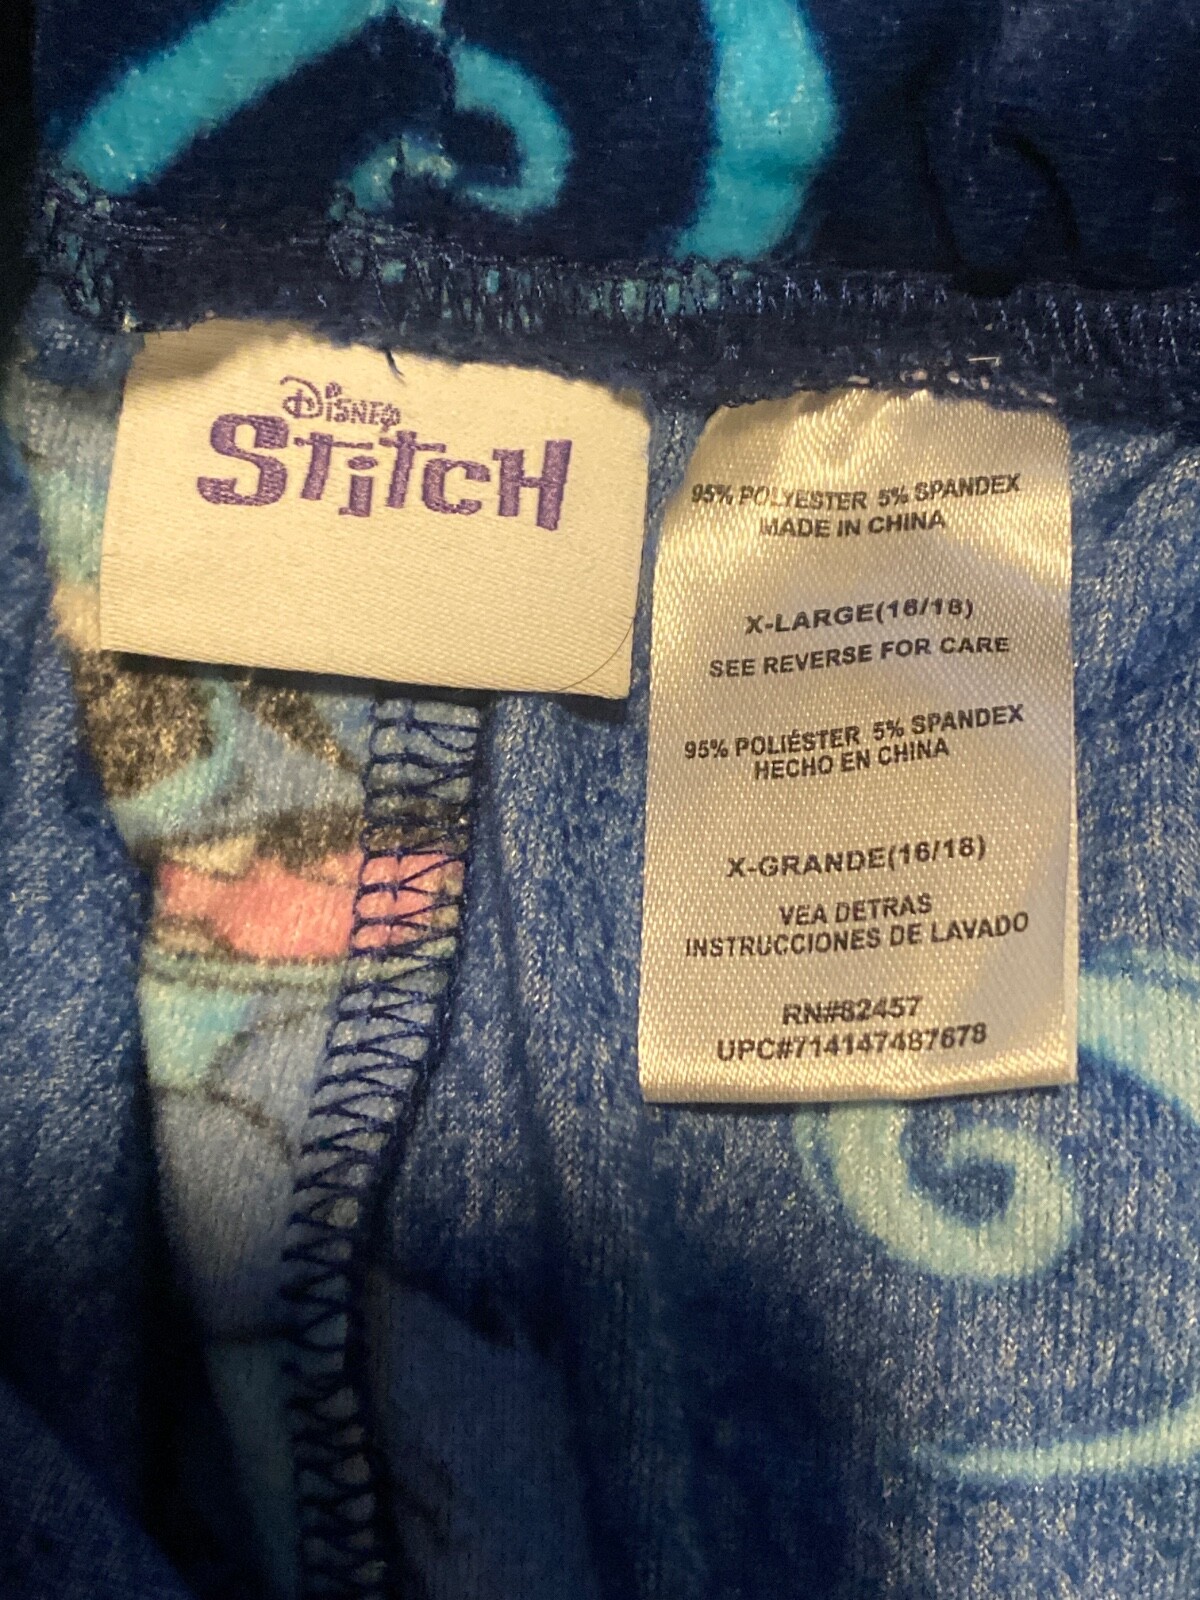 DISNEY
STITCH
95% POLYESTER 5% SPANDEX
MADE IN CHINA
X-LARGE(16/18)
SEE REVERSE FOR CARE
95% POLIÉSTER 5% SPANDEX
HECHO EN CHINA
X-GRANDE(16/18)
VEA DETRAS
INSTRUCCIONES DE LAVADO
RN#82457
UPC#714147487678